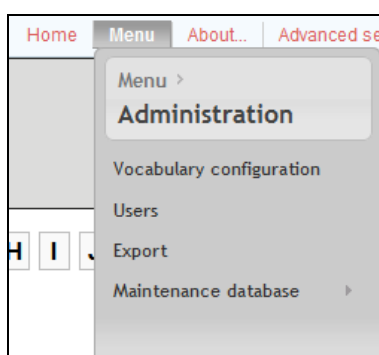 Home Menu About... Advanced se
Menu >
Administration
Vocabulary configuration
Users
H I J Export
Maintenance database